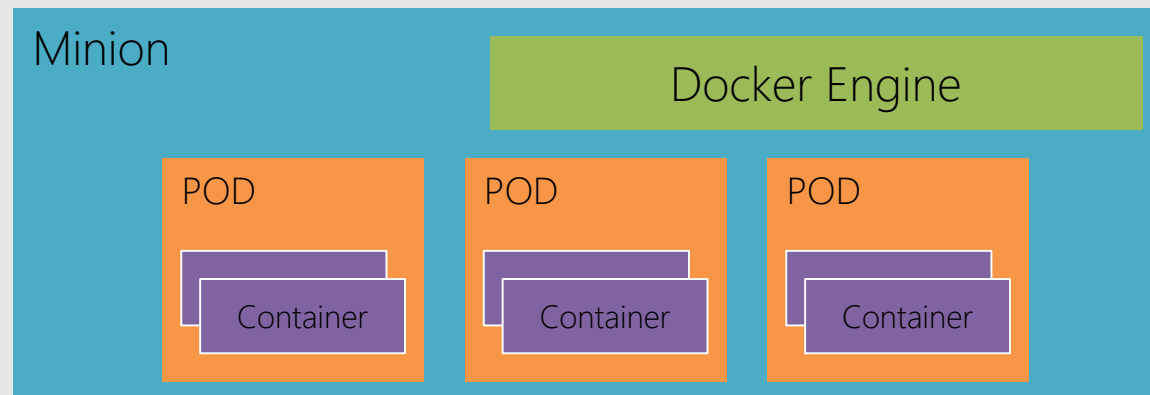 Minion
Docker Engine
POD
POD
POD
Container
Container
Container